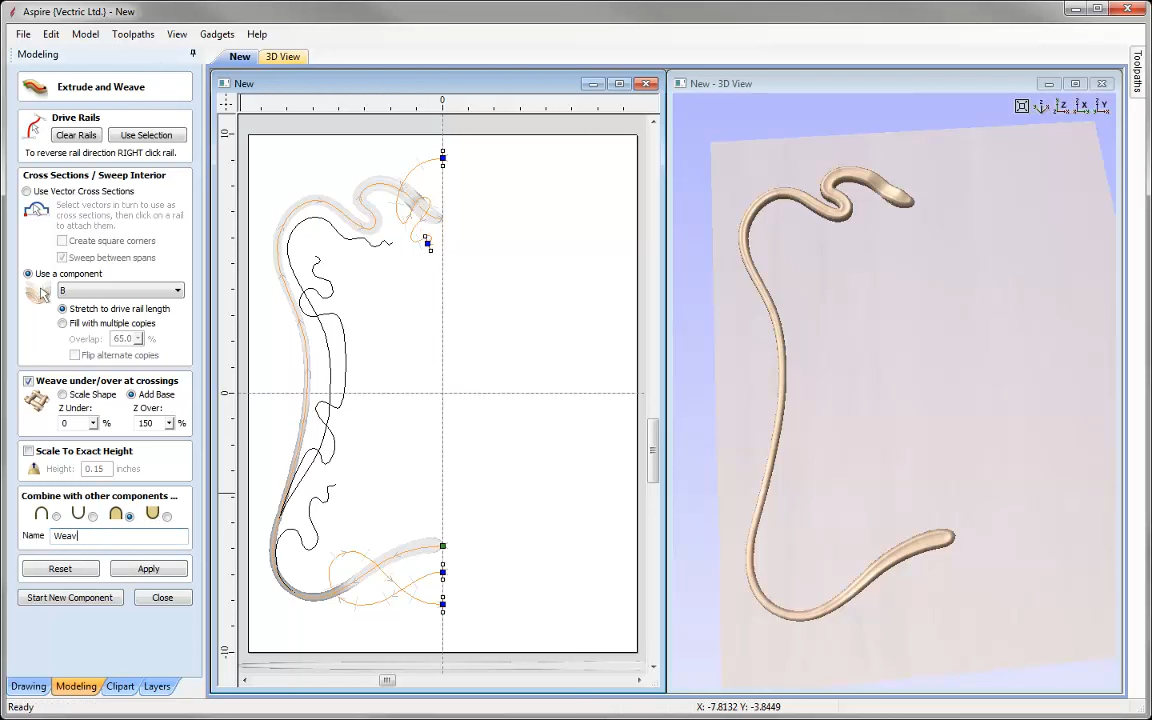 Aspire {Vectric Ltd.} - New
File Edit Model Toolpaths View Gadgets Help
Modeling
New 3D View
Extrude and Weave
Drive Rails
Clear Rails Use Selection
To reverse rail direction RIGHT click rail.
Cross Sections / Sweep Interior
Use Vector Cross Sections
Select vectors in turn to use as
cross sections, then click on a rail
to attach them.
Create square corners
Sweep between spans
Use a component
B
Stretch to drive rail length
Fill with multiple copies
Overlap: 65.0 %
Flip alternate copies
Weave under/over at crossings
Scale Shape Add Base
Z Under: Z Over:
0 % 150 %
Scale To Exact Height
Height: 0.15 inches
Combine with other components ...
Name Weav
Reset Apply
Start New Component Close
Drawing Modeling Clipart Layers
Ready
New
0
10
0
-10
New - 3D View
Z X Y
Toolpaths
X: -7.8132 Y: -3.8449